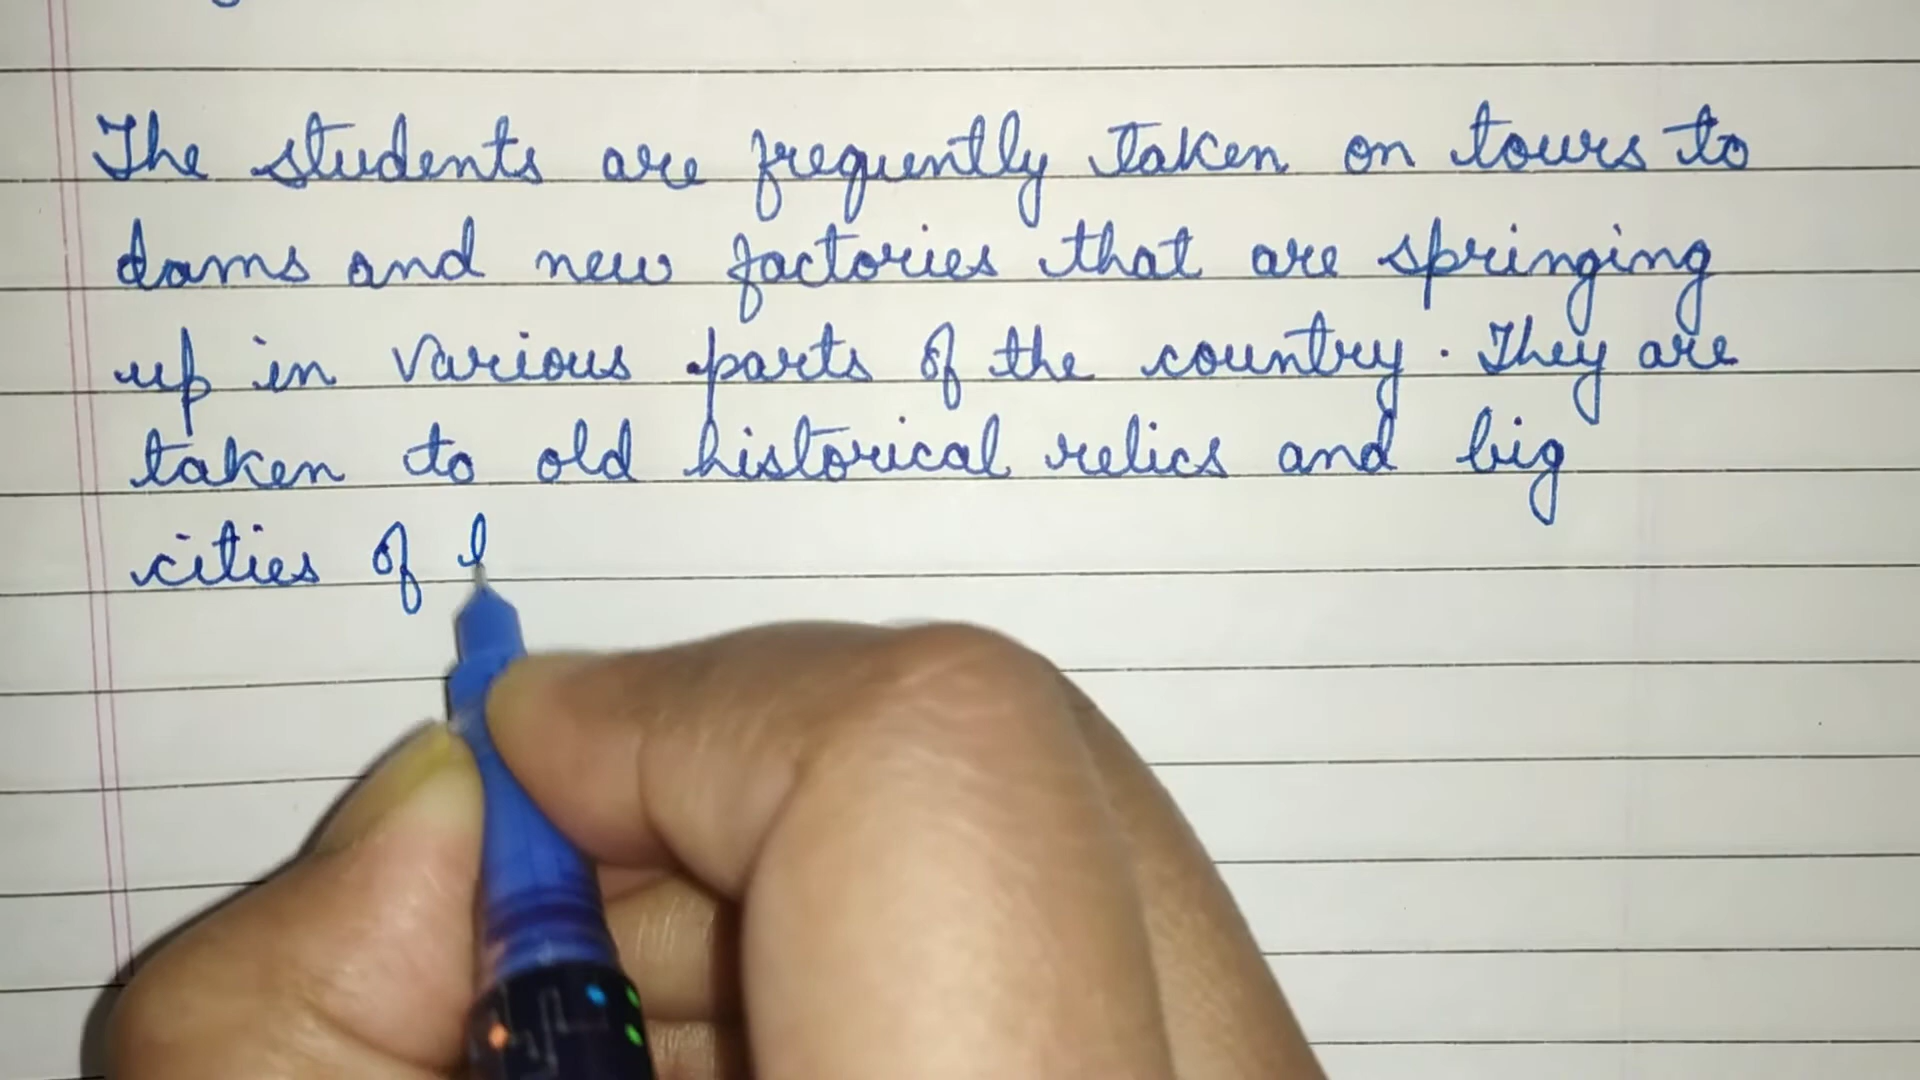 The students are frequently taken on tours to
dams and new factories that are springing
up in various parts of the country. They are
taken to old historical relics and big
cities of